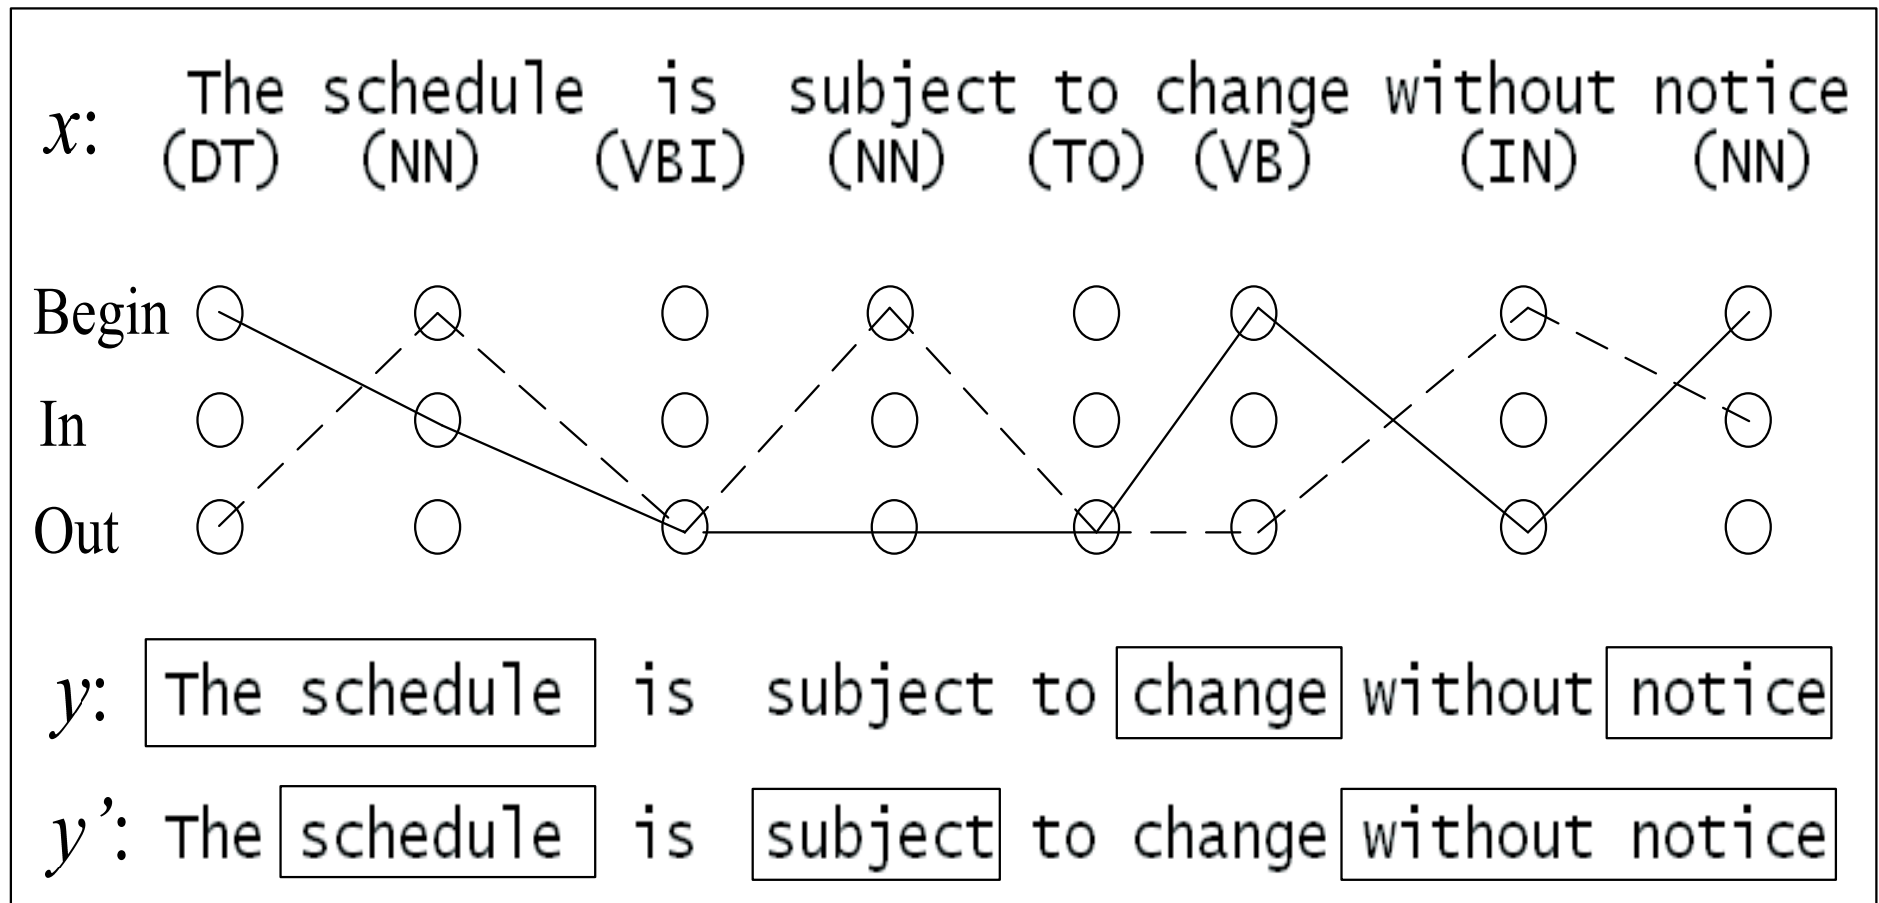 x: The schedule is subject to change without notice
(DT) (NN) (VBI) (NN) (TO) (VB) (IN) (NN)
Begin
In
Out
y: The schedule is subject to change without notice
y’: The schedule is subject to change without notice